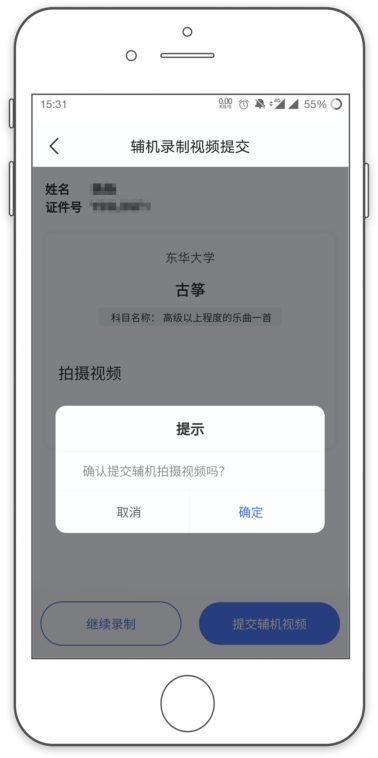 15:31
0.00
KB/S
4G
55%
辅机录制视频提交
姓名
证件号
东华大学
古筝
科目名称： 高级以上程度的乐曲一首
拍摄视频
提示
确认提交辅机拍摄视频吗?
取消
确定
继续录制
提交辅机视频